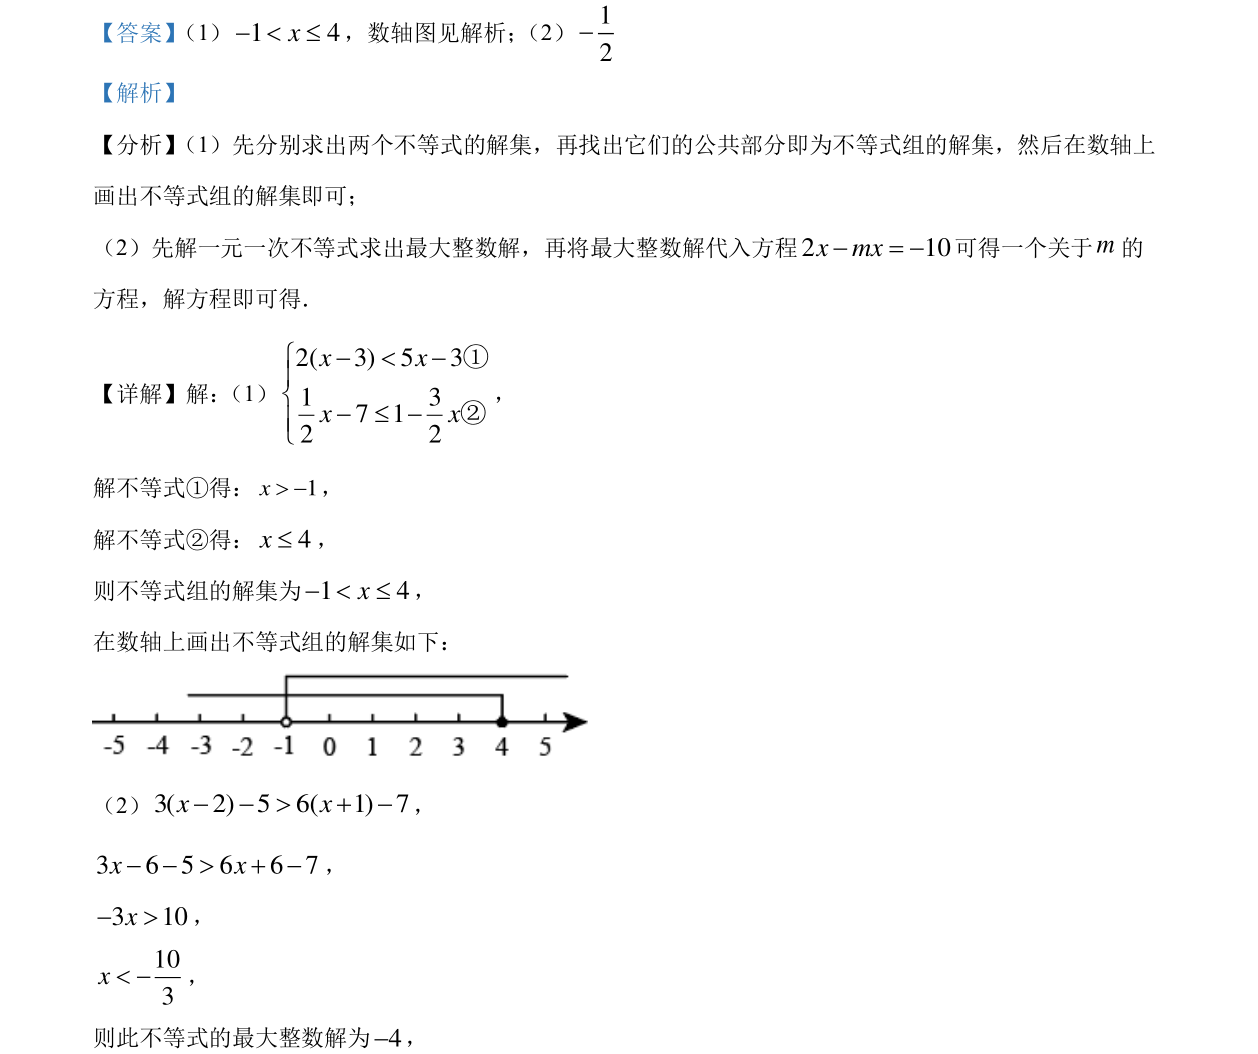 【答案】（1）−1 < x ≤ 4，数轴图见解析；（2）−1/2
【解析】
【分析】（1）先分别求出两个不等式的解集，再找出它们的公共部分即为不等式组的解集，然后在数轴上
画出不等式组的解集即可；
（2）先解一元一次不等式求出最大整数解，再将最大整数解代入方程2x − mx = −10可得一个关于m 的
方程，解方程即可得．
【详解】解：（1）{2(x−3) < 5x−3① 1/2 x−7 ≤ 1−3/2 x②，
解不等式①得：x > −1，
解不等式②得：x ≤ 4，
则不等式组的解集为−1 < x ≤ 4，
在数轴上画出不等式组的解集如下：
-5 -4 -3 -2 -1 0 1 2 3 4 5
（2）3(x−2)−5 > 6(x+1)−7，
3x−6−5 > 6x+6−7，
−3x > 10，
x < −10/3，
则此不等式的最大整数解为−4，